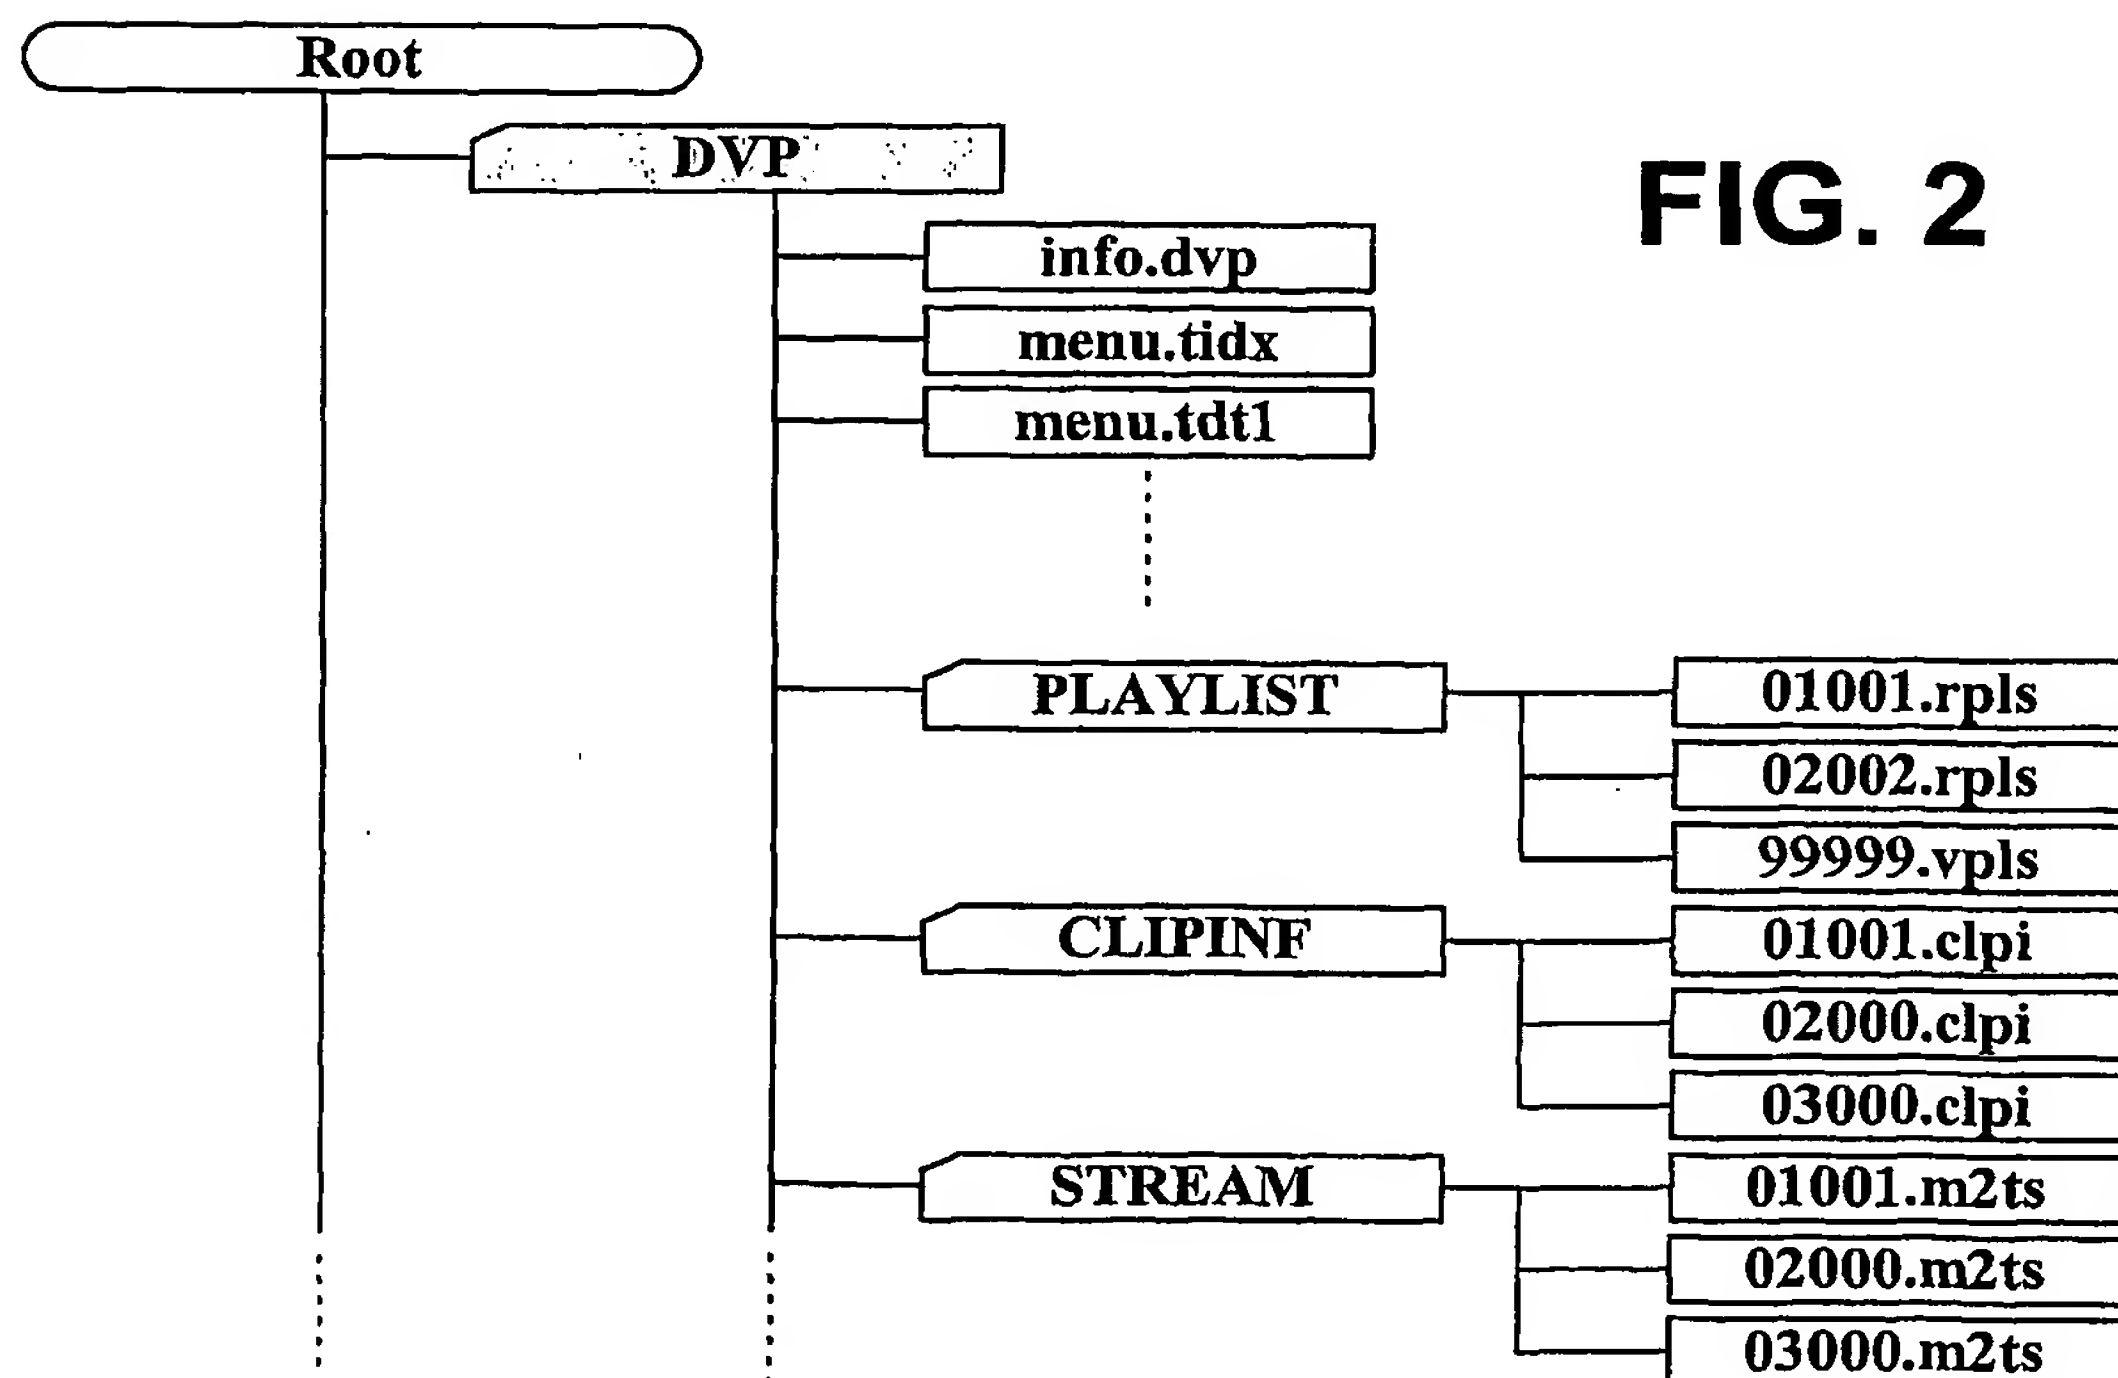 Root
DVP
FIG. 2
info.dvp
menu.tidx
menu.tdt1
PLAYLIST
01001.rpls
02002.rpls
99999.vpls
CLIPINF
01001.clpi
02000.clpi
03000.clpi
STREAM
01001.m2ts
02000.m2ts
03000.m2ts